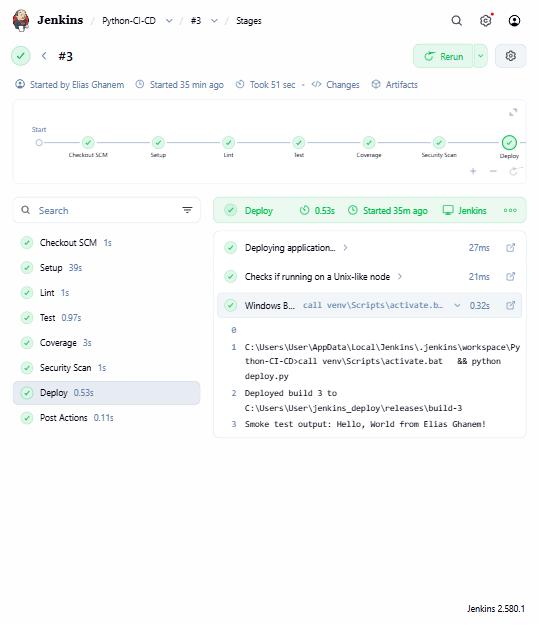 Jenkins / Python-CI-CD / #3 / Stages
#3
Rerun
Started by Elias Ghanem Started 35 min ago Took 51 sec - </> Changes Artifacts
Start
Checkout SCM Setup Lint Test Coverage Security Scan Deploy
Search
Deploy 0.53s Started 35m ago Jenkins
Checkout SCM 1s
Setup 39s
Lint 1s
Test 0.97s
Coverage 3s
Security Scan 1s
Deploy 0.53s
Post Actions 0.11s
Deploying application... 27ms
Checks if running on a Unix-like node 21ms
Windows B... call venv\Scripts\activate.b... 0.32s
0
1 C:\Users\User\AppData\Local\Jenkins\.jenkins\workspace\Py
thon-CI-CD>call venv\Scripts\activate.bat && python
deploy.py
2 Deployed build 3 to
C:\Users\User\jenkins_deploy\releases\build-3
3 Smoke test output: Hello, World from Elias Ghanem!
Jenkins 2.580.1